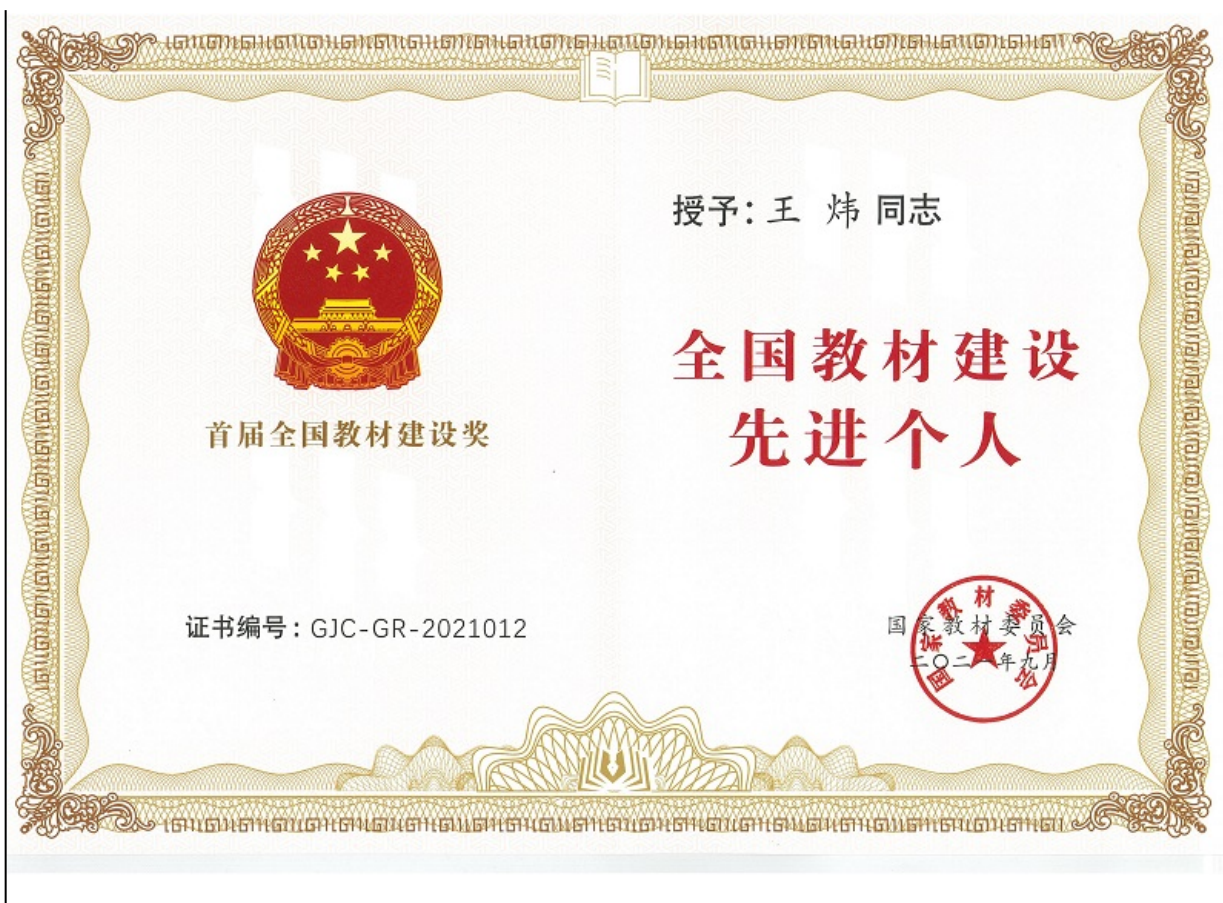 首届全国教材建设奖
证书编号：GJC-GR-2021012
授予：王 炜 同志
全国教材建设
先进个人
国家教材委员会
二〇二一年九月
国家教材委员会